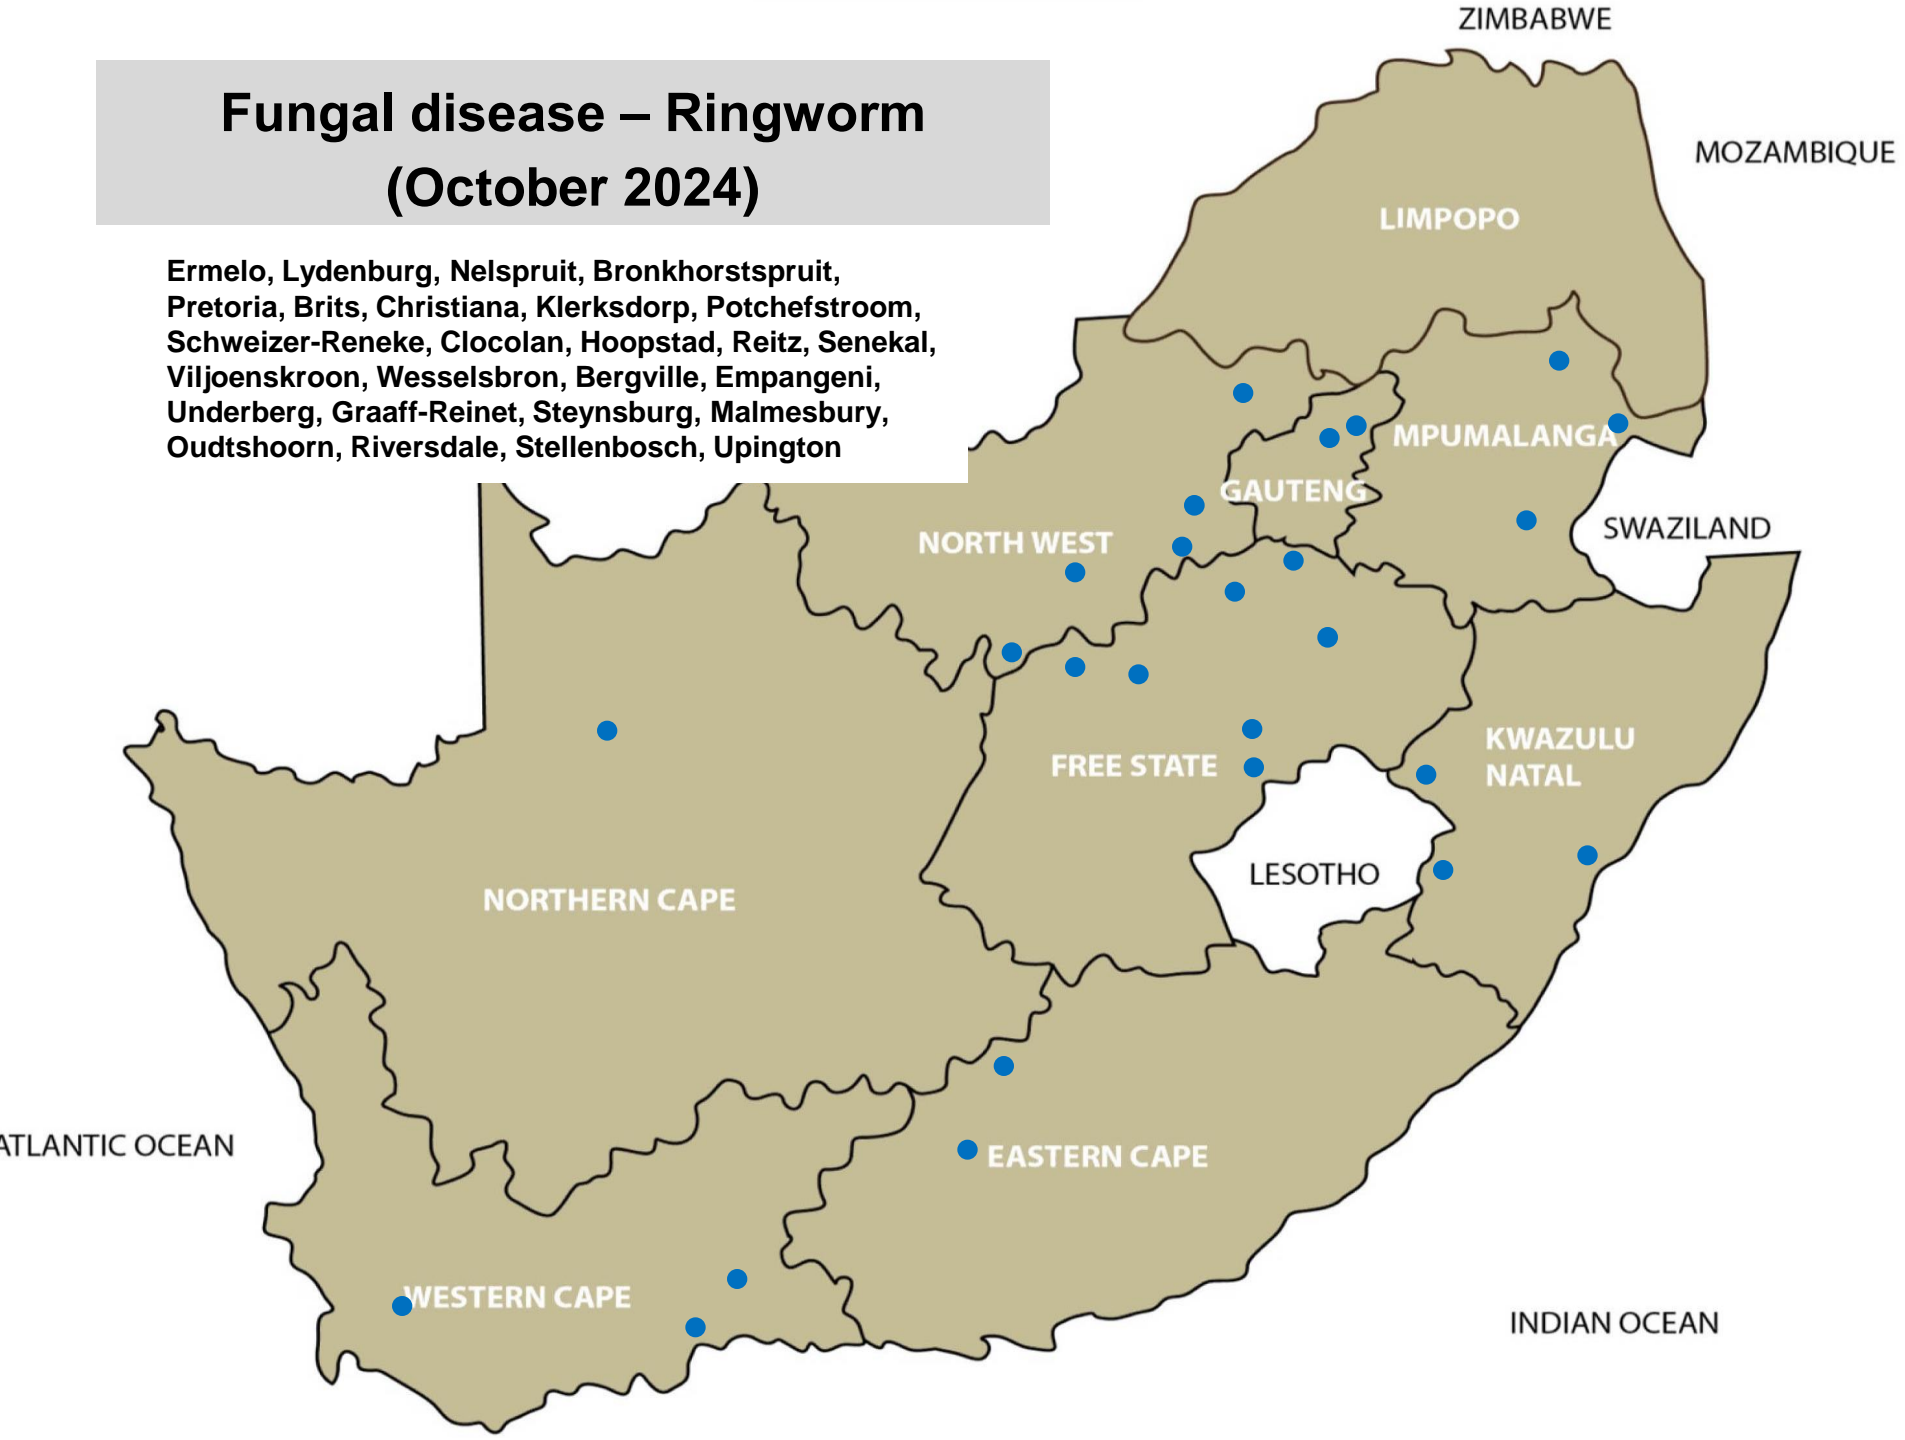 ZIMBABWE
Fungal disease – Ringworm
(October 2024)
MOZAMBIQUE
LIMPOPO
Ermelo, Lydenburg, Nelspruit, Bronkhorstspruit,
Pretoria, Brits, Christiana, Klerksdorp, Potchefstroom,
Schweizer-Reneke, Clocolan, Hoopstad, Reitz, Senekal,
Viljoenskroon, Wesselsbron, Bergville, Empangeni,
Underberg, Graaff-Reinet, Steynsburg, Malmesbury,
Oudtshoorn, Riversdale, Stellenbosch, Upington
MPUMALANGA
GAUTENG
NORTH WEST
SWAZILAND
KWAZULU
NATAL
FREE STATE
LESOTHO
NORTHERN CAPE
ATLANTIC OCEAN
EASTERN CAPE
WESTERN CAPE
INDIAN OCEAN